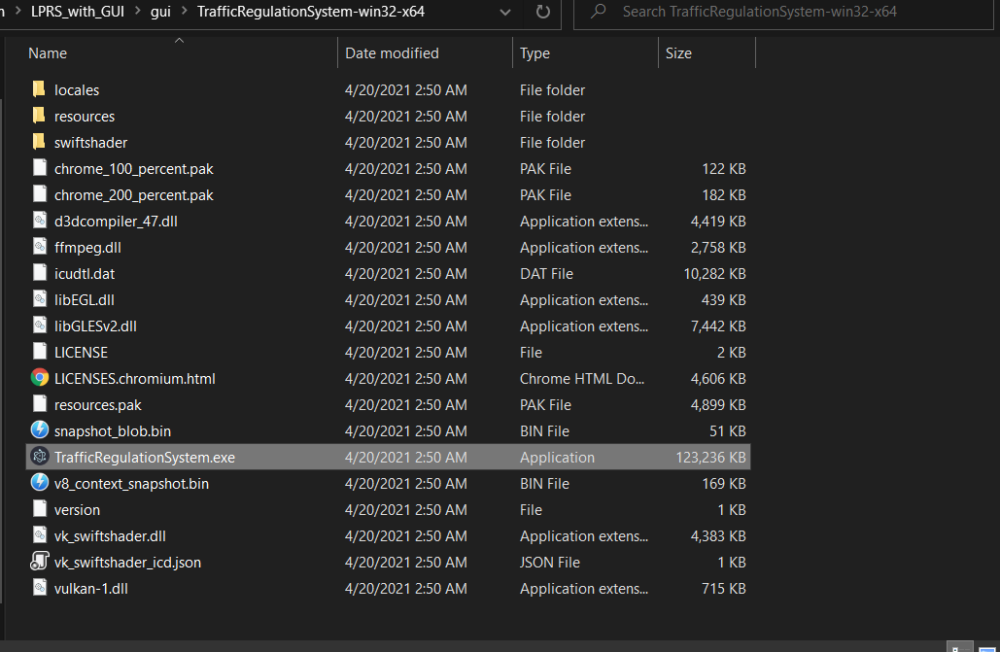 LPRS_with_GUI > gui > TrafficRegulationSystem-win32-x64 Search TrafficRegulationSystem-win32-x64
Name Date modified Type Size
locales 4/20/2021 2:50 AM File folder
resources 4/20/2021 2:50 AM File folder
swiftshader 4/20/2021 2:50 AM File folder
chrome_100_percent.pak 4/20/2021 2:50 AM PAK File 122 KB
chrome_200_percent.pak 4/20/2021 2:50 AM PAK File 182 KB
d3dcompiler_47.dll 4/20/2021 2:50 AM Application extens... 4,419 KB
ffmpeg.dll 4/20/2021 2:50 AM Application extens... 2,758 KB
icudtl.dat 4/20/2021 2:50 AM DAT File 10,282 KB
libEGL.dll 4/20/2021 2:50 AM Application extens... 439 KB
libGLESv2.dll 4/20/2021 2:50 AM Application extens... 7,442 KB
LICENSE 4/20/2021 2:50 AM File 2 KB
LICENSES.chromium.html 4/20/2021 2:50 AM Chrome HTML Do... 4,606 KB
resources.pak 4/20/2021 2:50 AM PAK File 4,899 KB
snapshot_blob.bin 4/20/2021 2:50 AM BIN File 51 KB
TrafficRegulationSystem.exe 4/20/2021 2:50 AM Application 123,236 KB
v8_context_snapshot.bin 4/20/2021 2:50 AM BIN File 169 KB
version 4/20/2021 2:50 AM File 1 KB
vk_swiftshader.dll 4/20/2021 2:50 AM Application extens... 4,383 KB
vk_swiftshader_icd.json 4/20/2021 2:50 AM JSON File 1 KB
vulkan-1.dll 4/20/2021 2:50 AM Application extens... 715 KB